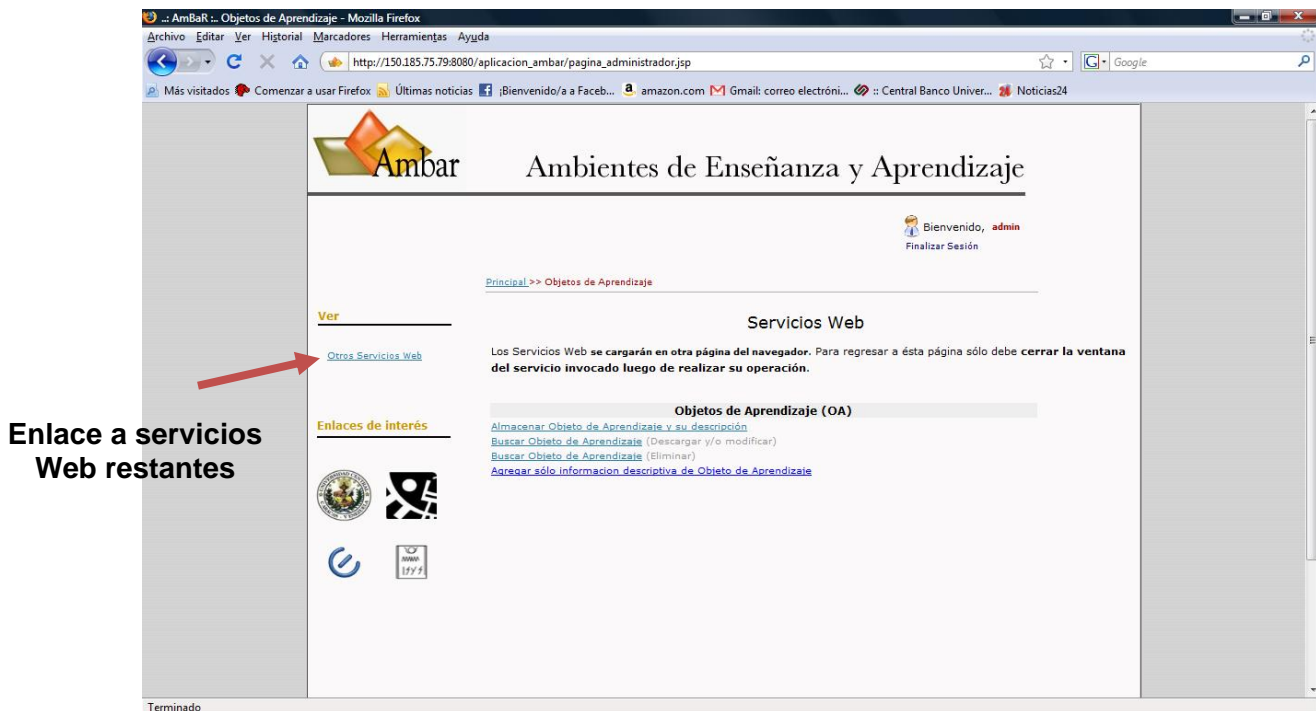 ..: AmBaR :.. Objetos de Aprendizaje - Mozilla Firefox
Archivo Editar Ver Historial Marcadores Herramientas Ayuda
http://150.185.75.79:8080/aplicacion_ambar/pagina_administrador.jsp
G Google
Más visitados Comenzar a usar Firefox Últimas noticias ¡Bienvenido/a a Faceb... amazon.com Gmail: correo electróni... :: Central Banco Univer... Noticias24
Ambar
Ambientes de Enseñanza y Aprendizaje
Bienvenido, admin
Finalizar Sesión
Principal >> Objetos de Aprendizaje
Ver
Servicios Web
Otros Servicios Web
Los Servicios Web se cargarán en otra página del navegador. Para regresar a ésta página sólo debe cerrar la ventana
del servicio invocado luego de realizar su operación.
Objetos de Aprendizaje (OA)
Enlace a servicios
Web restantes
Enlaces de interés
Almacenar Objeto de Aprendizaje y su descripción
Buscar Objeto de Aprendizaje (Descargar y/o modificar)
Buscar Objeto de Aprendizaje (Eliminar)
Agregar sólo informacion descriptiva de Objeto de Aprendizaje
Terminado